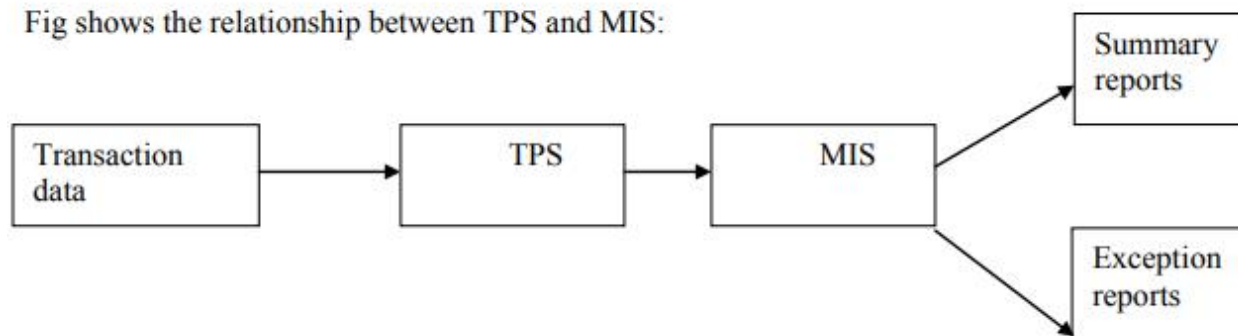 Fig shows the relationship between TPS and MIS:
Summary
reports
Transaction
data
TPS
MIS
Exception
reports